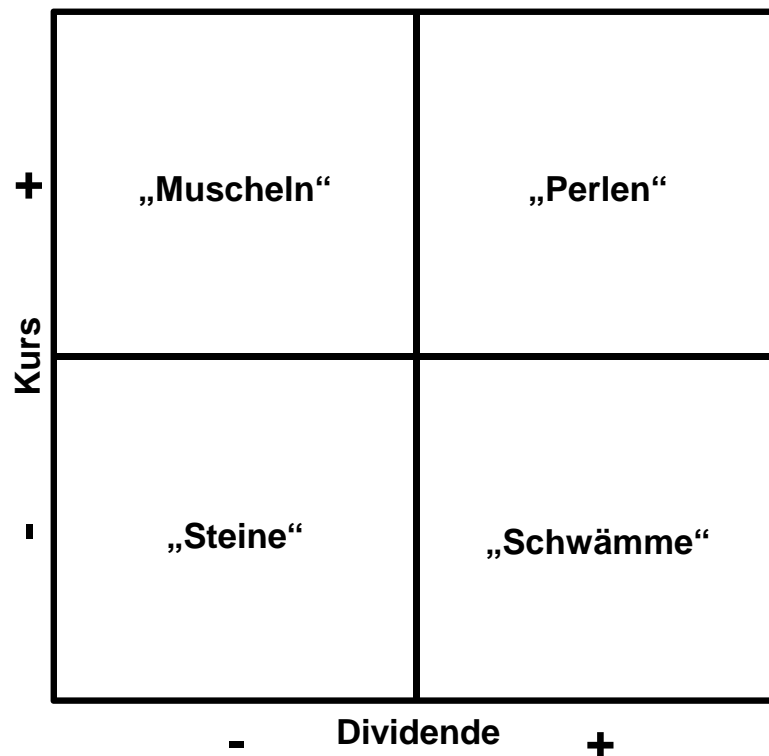 +
„Muscheln“
„Perlen“
Kurs
-
„Steine“
„Schwämme“
-
Dividende
+